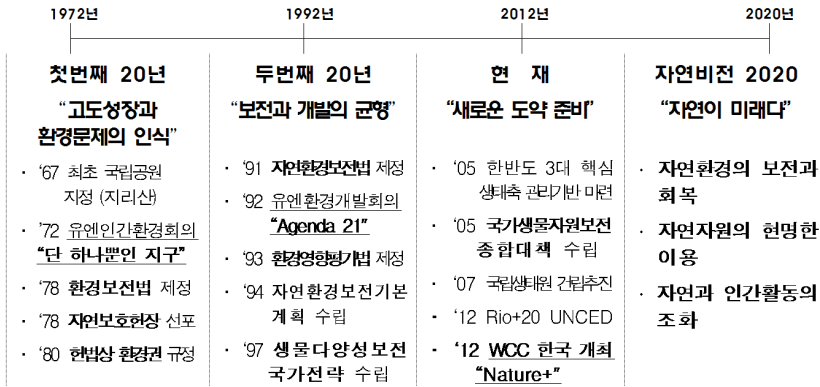 1972년
1992년
2012년
2020년
첫번째 20년
“고도성장과
환경문제의 인식”
· ‘67 최초 국립공원
지정 (지리산)
· ’72 유엔인간환경회의
“단 하나뿐인 지구”
· ‘78 환경보전법 제정
· ‘78 자연보호헌장 선포
· ‘80 헌법상 환경권 규정
두번째 20년
“보전과 개발의 균형”
· ‘91 자연환경보전법 제정
· ‘92 유엔환경개발회의
“Agenda 21”
· ‘93 환경영향평가법 제정
· ‘94 자연환경보전기본
계획 수립
· ‘97 생물다양성보전
국가전략 수립
현 재
“새로운 도약 준비”
· ‘05 한반도 3대 핵심
생태축 관리기반 마련
· ‘05 국가생물자원보전
종합대책 수립
· ‘07 국립생태원 건립추진
· ‘12 Rio+20 UNCED
· ‘12 WCC 한국 개최
“Nature+”
자연비전 2020
“자연이 미래다”
· 자연환경의 보전과
회복
· 자연자원의 현명한
이용
· 자연과 인간활동의
조화